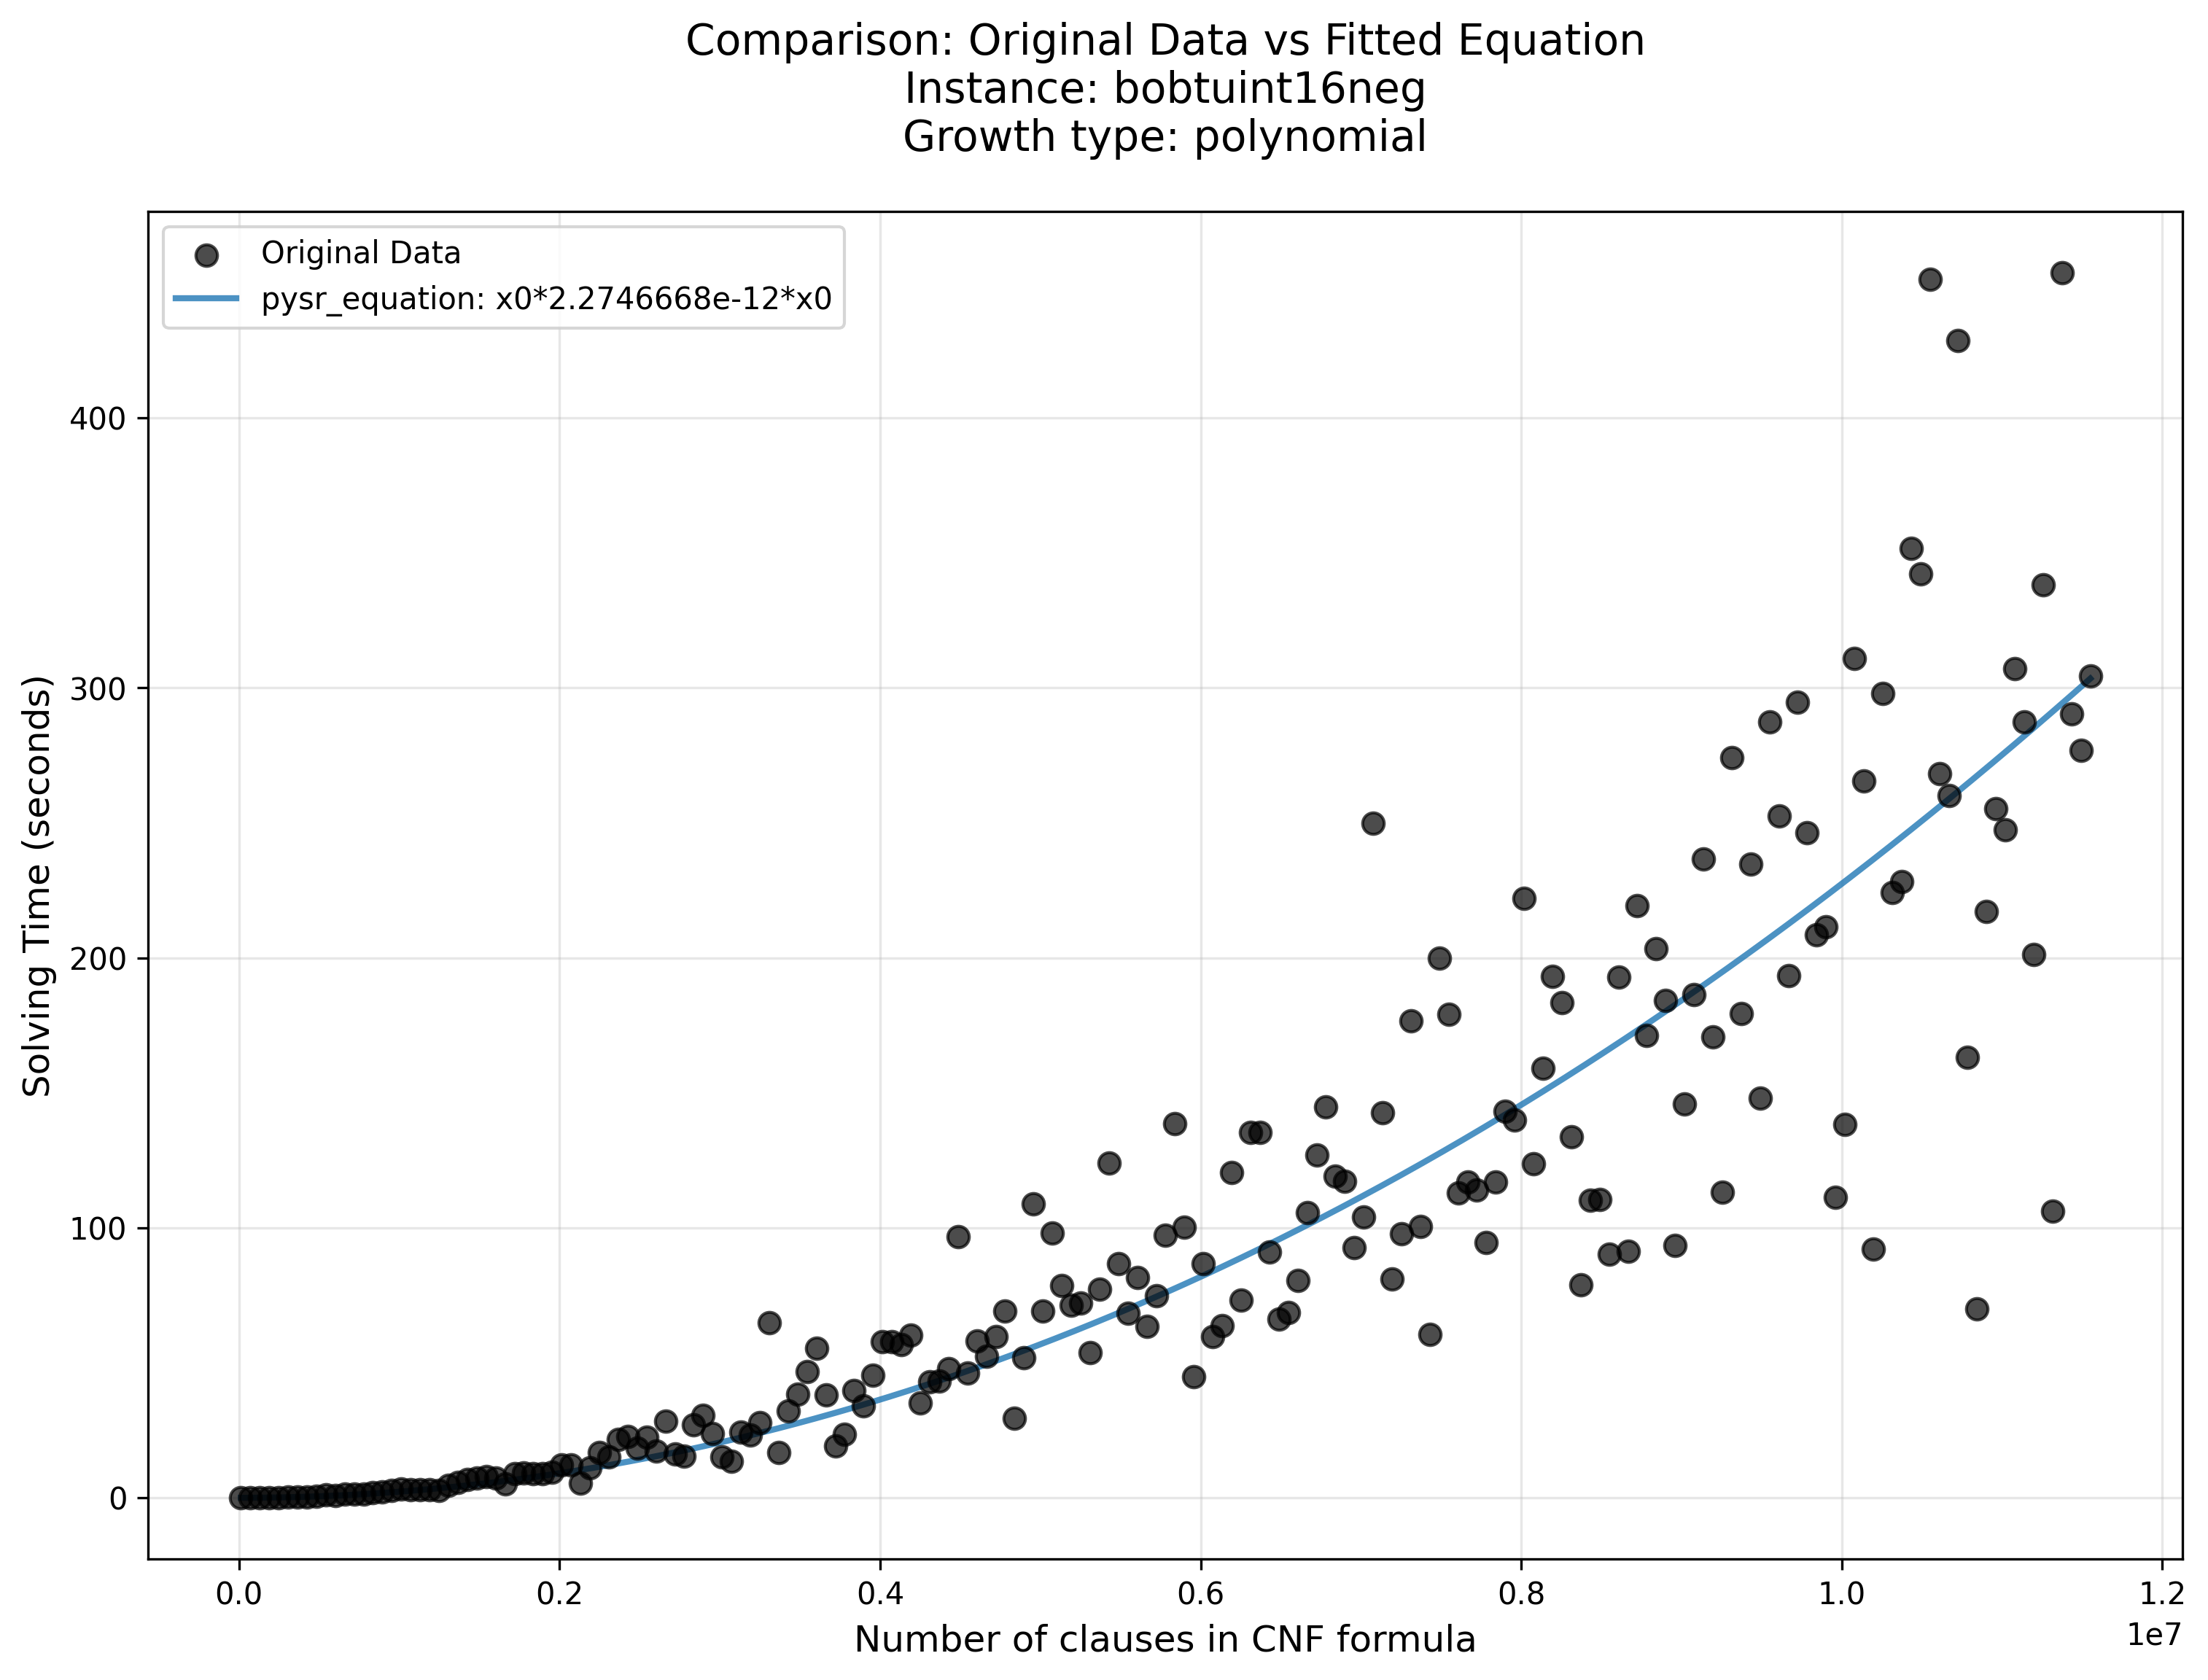 Comparison: Original Data vs Fitted Equation
Instance: bobtuint16neg
Growth type: polynomial
Original Data
pysr_equation: x0*2.2746668e-12*x0
Solving Time (seconds)
400
300
200
100
0
0.0 0.2 0.4 0.6 0.8 1.0 1.2
1e7
Number of clauses in CNF formula